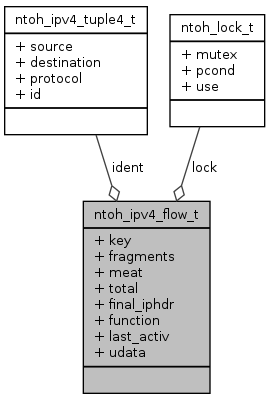 ntoh_ipv4_tuple4_t
+ source
+ destination
+ protocol
+ id
ntoh_lock_t
+ mutex
+ pcond
+ use
ident
lock
ntoh_ipv4_flow_t
+ key
+ fragments
+ meat
+ total
+ final_iphdr
+ function
+ last_activ
+ udata